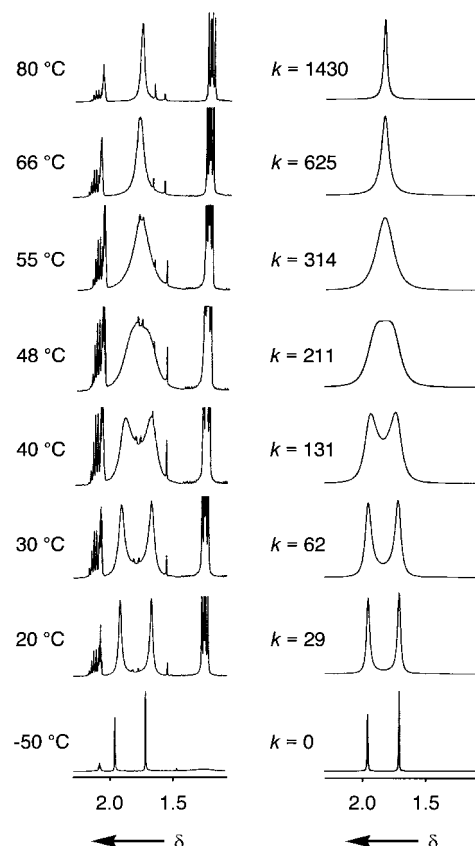 80 °C k = 1430
66 °C k = 625
55 °C k = 314
48 °C k = 211
40 °C k = 131
30 °C k = 62
20 °C k = 29
-50 °C k = 0
2.0 1.5 2.0 1.5
δ δ